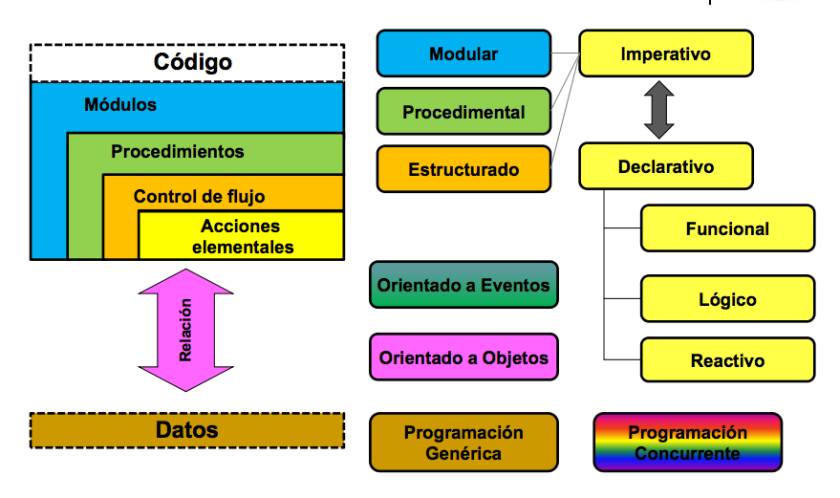 Código
Módulos
Procedimientos
Control de flujo
Acciones
elementales
Relación
Datos
Modular
Procedimental
Estructurado
Orientado a Eventos
Orientado a Objetos
Programación
Genérica
Imperativo
Declarativo
Funcional
Lógico
Reactivo
Programación
Concurrente